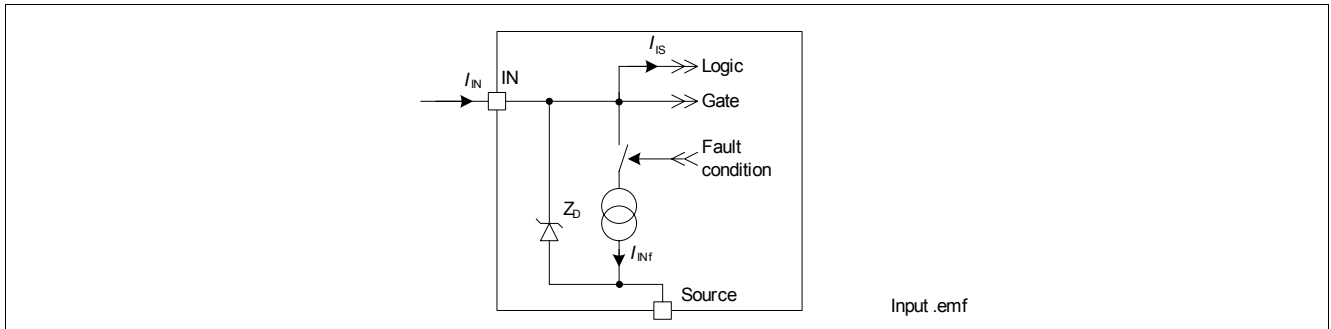 I_IS
Logic
I_IN IN
Gate
Fault
condition
Z_D
I_INf
Source
Input .emf